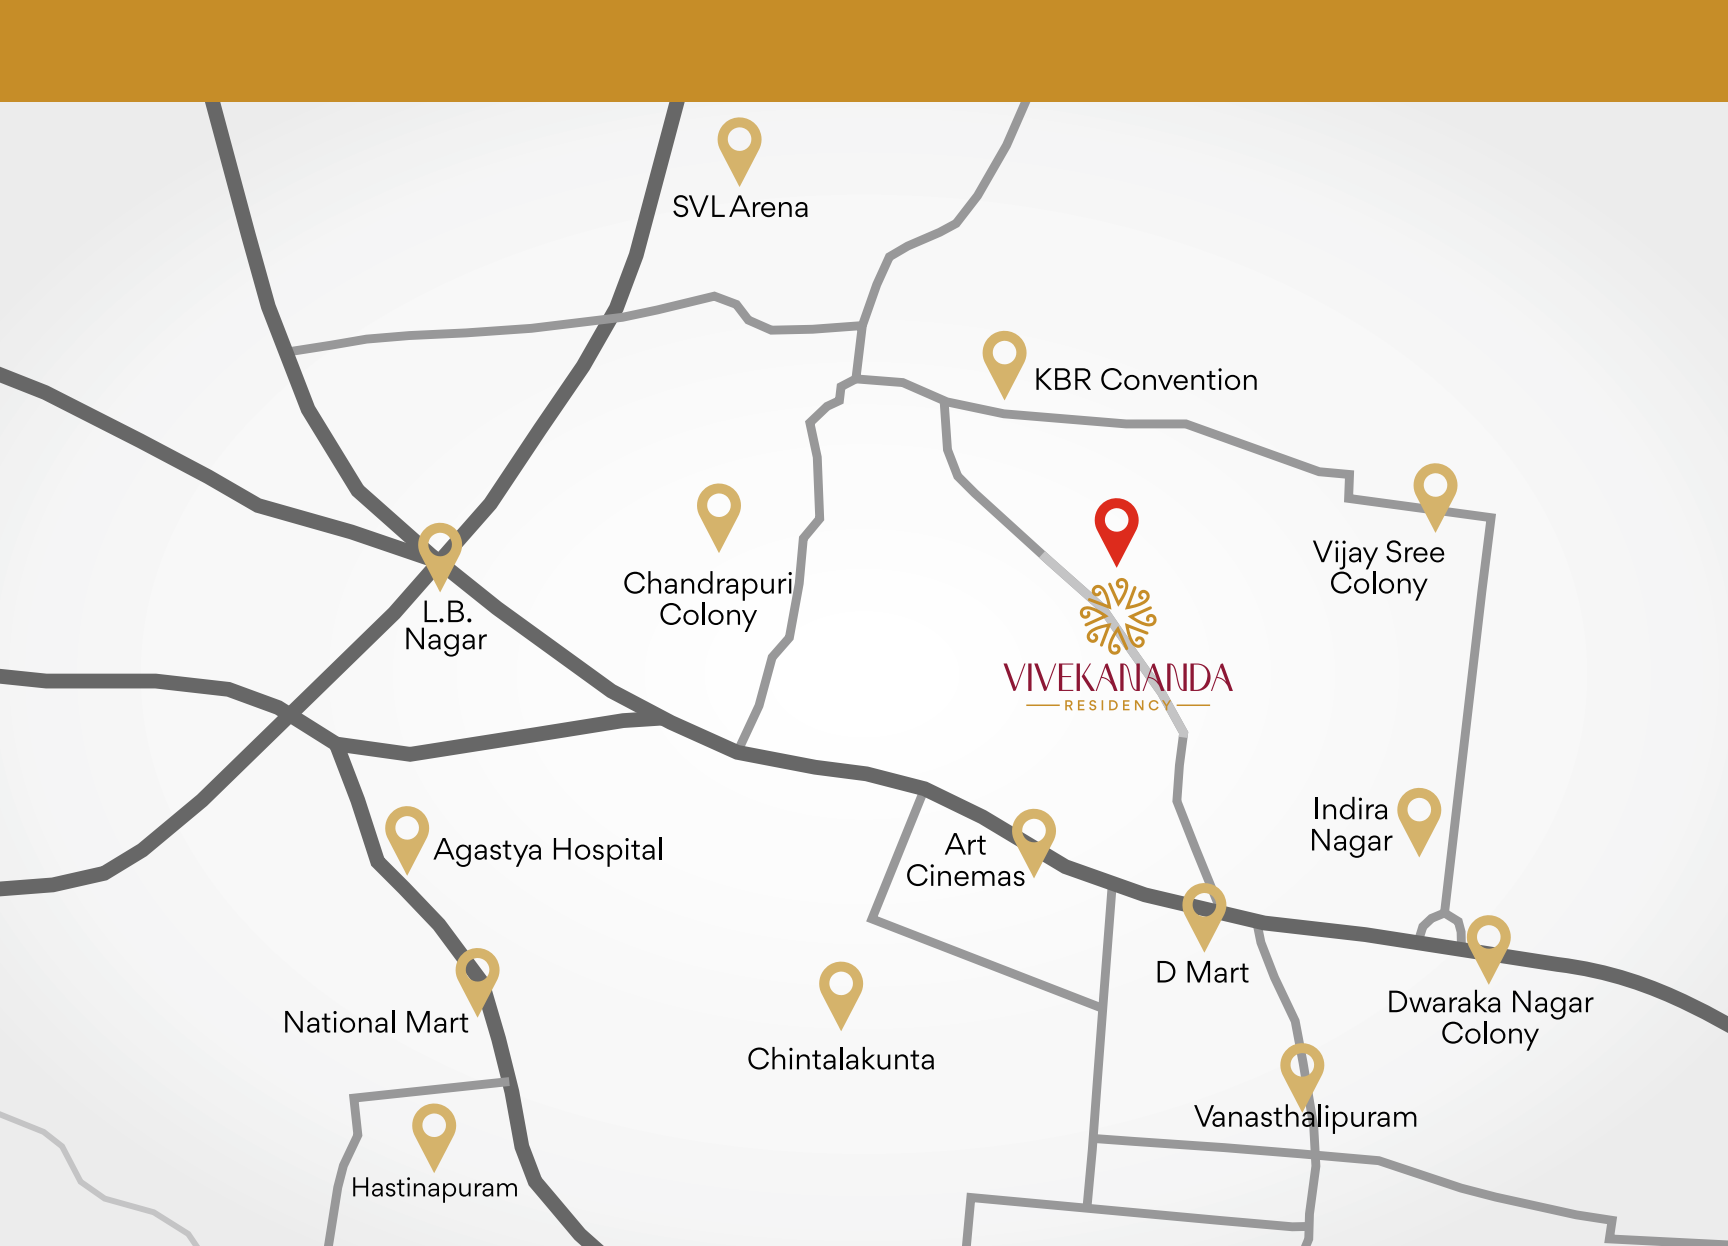 SVL Arena
KBR Convention
Vijay Sree
Colony
Chandrapuri
Colony
L.B.
Nagar
VIVEKANANDA
RESIDENCY
Indira
Nagar
Agastya Hospital
Art
Cinemas
D Mart
Dwaraka Nagar
Colony
National Mart
Chintalakunta
Vanasthalipuram
Hastinapuram